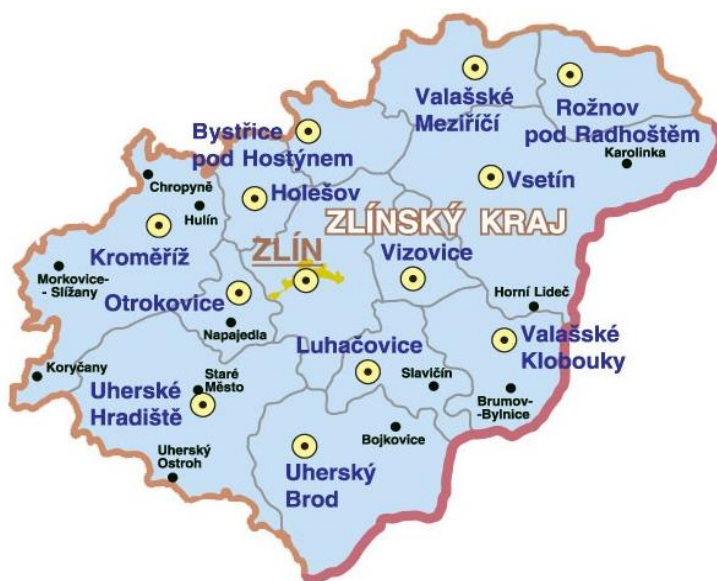 Valašské
Meziříčí
Rožnov
pod Radhoštěm
Karolinka
Bystřice
pod Hostýnem
Chropyně
Holešov
Vsetín
Hulín
ZLÍNSKÝ KRAJ
Kroměříž
ZLÍN
Vizovice
Morkovice-
-Slížany
Otrokovice
Horní Lideč
Napajedla
Valašské
Klobouky
Luhačovice
Koryčany
Staré
Město
Slavičín
Uherské
Hradiště
Brumov-
-Bylnice
Bojkovice
Uherský
Ostroh
Uherský
Brod